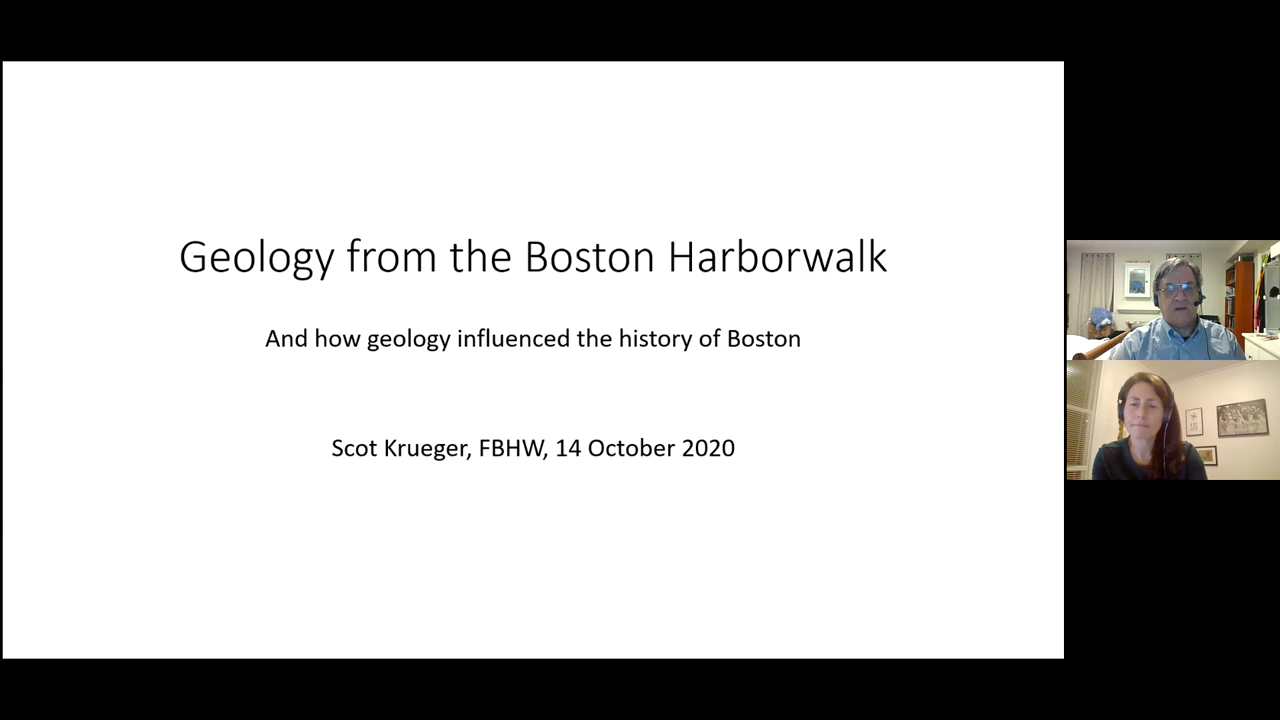 Geology from the Boston Harborwalk
And how geology influenced the history of Boston
Scot Krueger, FBHW, 14 October 2020